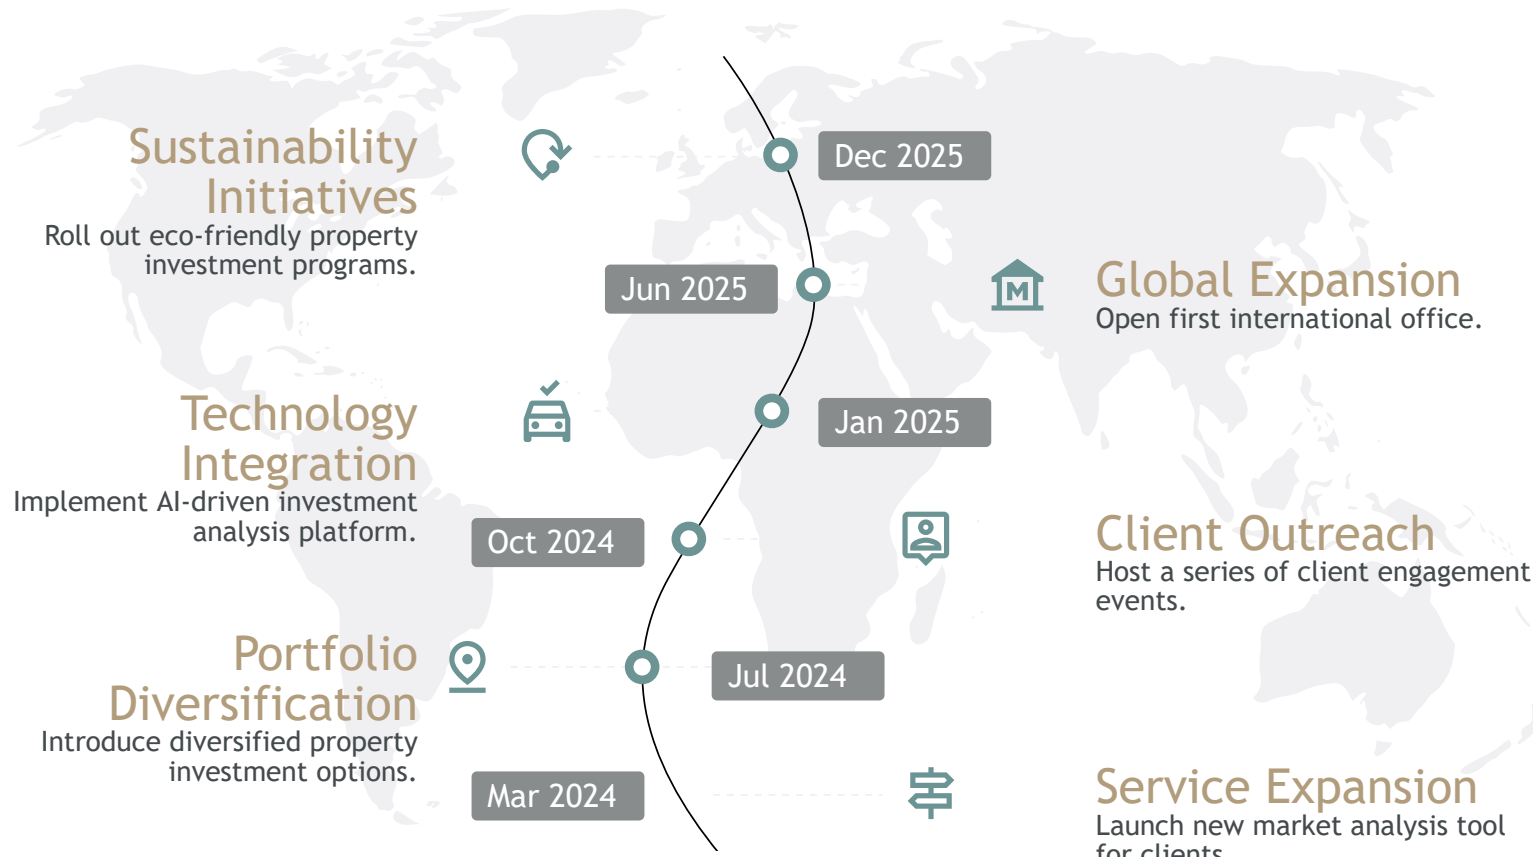 Sustainability
Initiatives
Roll out eco-friendly property
investment programs.
Dec 2025
Jun 2025
Global Expansion
Open first international office.
Technology
Integration
Implement AI-driven investment
analysis platform.
Jan 2025
Oct 2024
Client Outreach
Host a series of client engagement
events.
Portfolio
Diversification
Introduce diversified property
investment options.
Jul 2024
Mar 2024
Service Expansion
Launch new market analysis tool
for clients
M